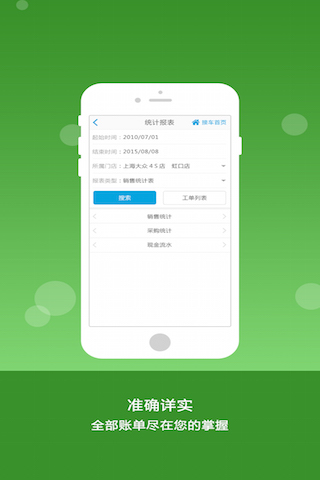 统计报表
接车首页
起始时间：2010/07/01
结束时间：2015/08/08
所属门店：上海大众４Ｓ店 虹口店
报表类型：销售统计表
搜索
工单列表
销售统计
采购统计
现金流水
准确详实
全部账单尽在您的掌握